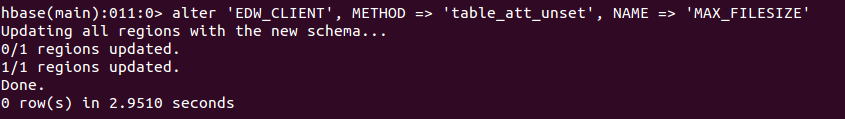 hbase(main):011:0> alter 'EDW_CLIENT', METHOD => 'table_att_unset', NAME => 'MAX_FILESIZE'
Updating all regions with the new schema...
0/1 regions updated.
1/1 regions updated.
Done.
0 row(s) in 2.9510 seconds